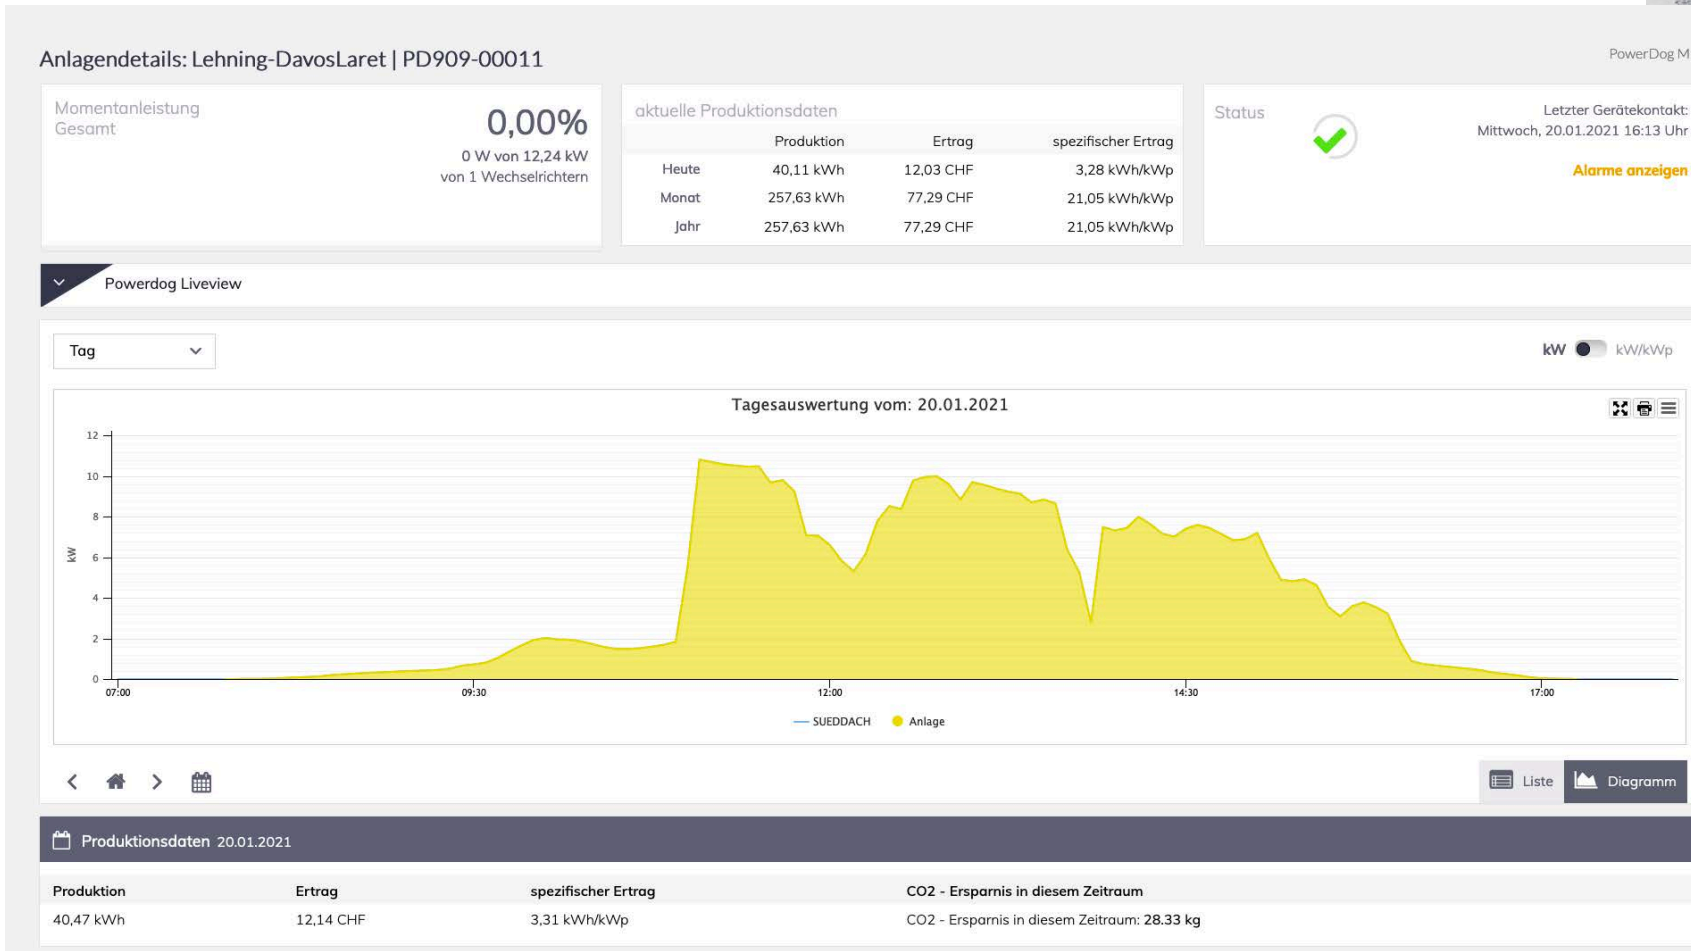 Anlagendetails: Lehning-DavosLaret | PD909-00011
PowerDog M
Momentanleistung
Gesamt
0,00%
0 W von 12,24 kW
von 1 Wechselrichtern
aktuelle Produktionsdaten
Produktion Ertrag spezifischer Ertrag
Heute 40,11 kWh 12,03 CHF 3,28 kWh/kWp
Monat 257,63 kWh 77,29 CHF 21,05 kWh/kWp
Jahr 257,63 kWh 77,29 CHF 21,05 kWh/kWp
Status
Letzter Gerätekontakt:
Mittwoch, 20.01.2021 16:13 Uhr
Alarme anzeigen
Powerdog Liveview
Tag
kW kW/kWp
Tagesauswertung vom: 20.01.2021
12
10
8
6
4
2
0
kW
07:00 09:30 12:00 14:30 17:00
SUEDDACH Anlage
Liste Diagramm
Produktionsdaten 20.01.2021
Produktion Ertrag spezifischer Ertrag CO2 - Ersparnis in diesem Zeitraum
40,47 kWh 12,14 CHF 3,31 kWh/kWp CO2 - Ersparnis in diesem Zeitraum: 28.33 kg